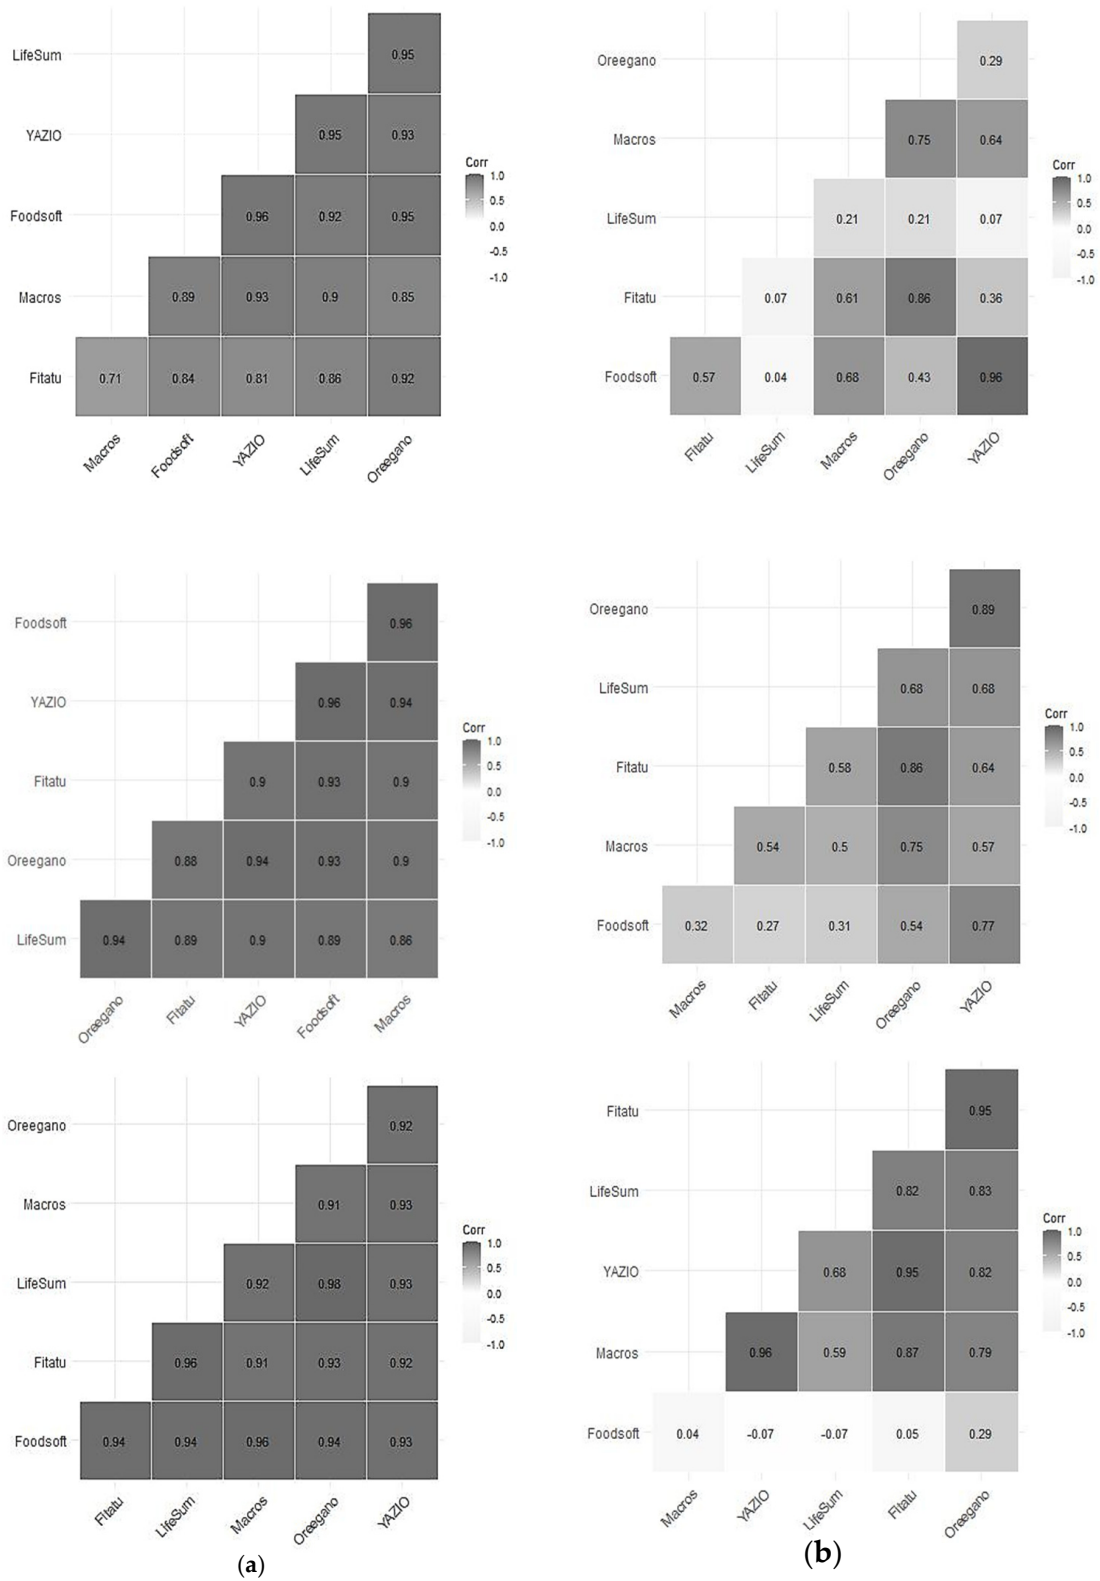 LifeSum 0.95
YAZIO 0.95 0.93
Foodsoft 0.96 0.92 0.95
Macros 0.89 0.93 0.9 0.85
Fitatu 0.71 0.84 0.81 0.86 0.92
Macros Foodsoft YAZIO LifeSum Oreegano
Corr
1.0
0.5
0.0
-0.5
-1.0
Oreegano 0.29
Macros 0.75 0.64
LifeSum 0.21 0.21 0.07
Fitatu 0.07 0.61 0.86 0.36
Foodsoft 0.57 0.04 0.68 0.43 0.96
Fitatu LifeSum Macros Oreegano YAZIO
Corr
1.0
0.5
0.0
-0.5
-1.0
Foodsoft 0.96
YAZIO 0.96 0.94
Fitatu 0.9 0.93 0.9
Oreegano 0.88 0.94 0.93 0.9
LifeSum 0.94 0.89 0.9 0.89 0.86
Oreegano Fitatu YAZIO Foodsoft Macros
Corr
1.0
0.5
0.0
-0.5
-1.0
Oreegano 0.89
LifeSum 0.68 0.68
Fitatu 0.58 0.86 0.64
Macros 0.54 0.5 0.75 0.57
Foodsoft 0.32 0.27 0.31 0.54 0.77
Macros Fitatu LifeSum Oreegano YAZIO
Corr
1.0
0.5
0.0
-0.5
-1.0
Oreegano 0.92
Macros 0.91 0.93
LifeSum 0.92 0.98 0.93
Fitatu 0.96 0.91 0.93 0.92
Foodsoft 0.94 0.94 0.96 0.94 0.93
Fitatu LifeSum Macros Oreegano YAZIO
Corr
1.0
0.5
0.0
-0.5
-1.0
(a)
Fitatu 0.95
LifeSum 0.82 0.83
YAZIO 0.68 0.95 0.82
Macros 0.96 0.59 0.87 0.79
Foodsoft 0.04 -0.07 -0.07 0.05 0.29
Macros YAZIO LifeSum Fitatu Oreegano
Corr
1.0
0.5
0.0
-0.5
-1.0
(b)